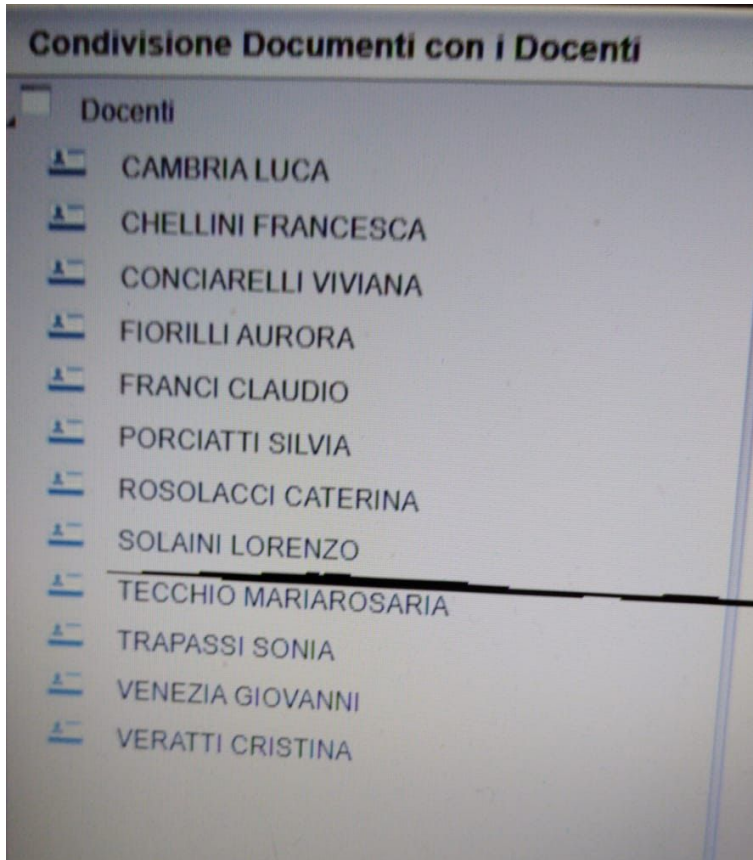 Condivisione Documenti con i Docenti
Docenti
CAMBRIA LUCA
CHELLINI FRANCESCA
CONCIARELLI VIVIANA
FIORILLI AURORA
FRANCI CLAUDIO
PORCIATTI SILVIA
ROSOLACCI CATERINA
SOLAINI LORENZO
TECCHIO MARIAROSARIA
TRAPASSI SONIA
VENEZIA GIOVANNI
VERATTI CRISTINA